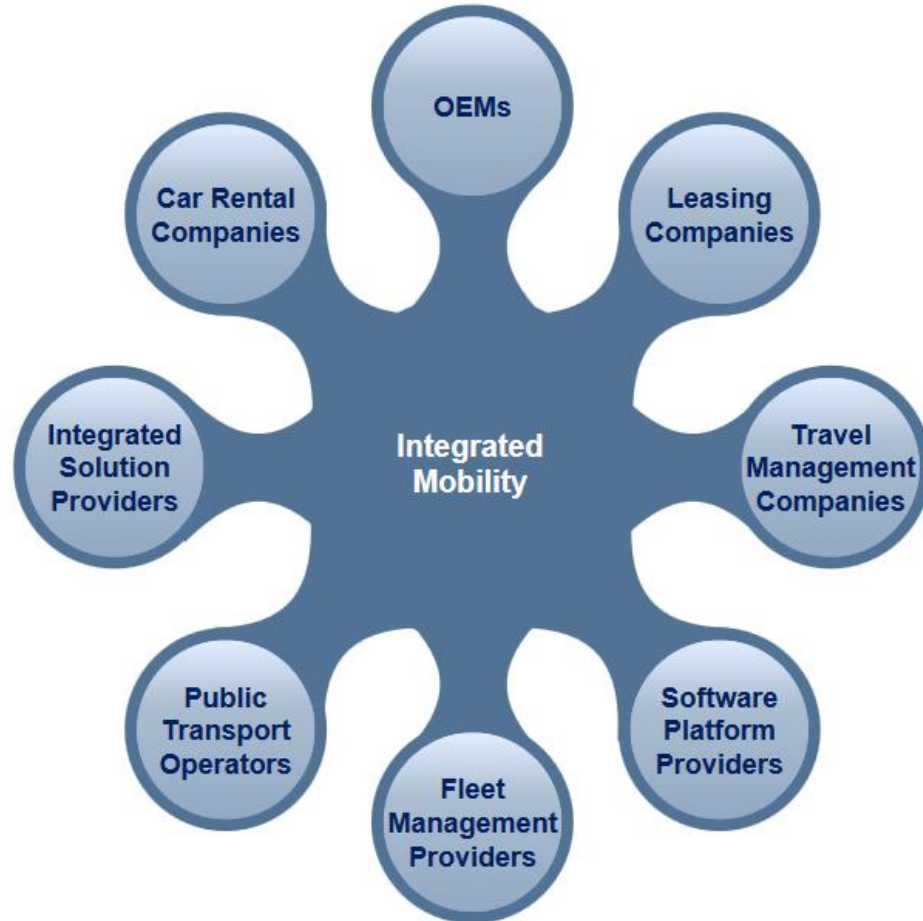 OEMs
Car Rental
Companies
Leasing
Companies
Integrated
Solution
Providers
Integrated
Mobility
Travel
Management
Companies
Public
Transport
Operators
Software
Platform
Providers
Fleet
Management
Providers